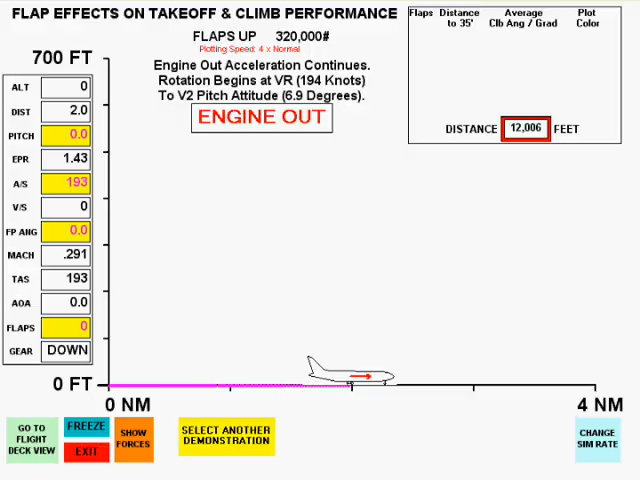 FLAP EFFECTS ON TAKEOFF & CLIMB PERFORMANCE
FLAPS UP 320,000#
Plotting Speed: 4 x Normal
Engine Out Acceleration Continues.
Rotation Begins at VR (194 Knots)
To V2 Pitch Attitude (6.9 Degrees).
ENGINE OUT
Flaps Distance to 35' Average Clb Ang / Grad Plot Color
DISTANCE 12,006 FEET
700 FT
ALT 0
DIST 2.0
PITCH 0.0
EPR 1.43
A/S 193
V/S 0
FP ANG 0.0
MACH .291
TAS 193
AOA 0.0
FLAPS 0
GEAR DOWN
0 FT
0 NM
4 NM
GO TO
FLIGHT
DECK VIEW
FREEZE
EXIT
SHOW
FORCES
SELECT ANOTHER
DEMONSTRATION
CHANGE
SIM RATE